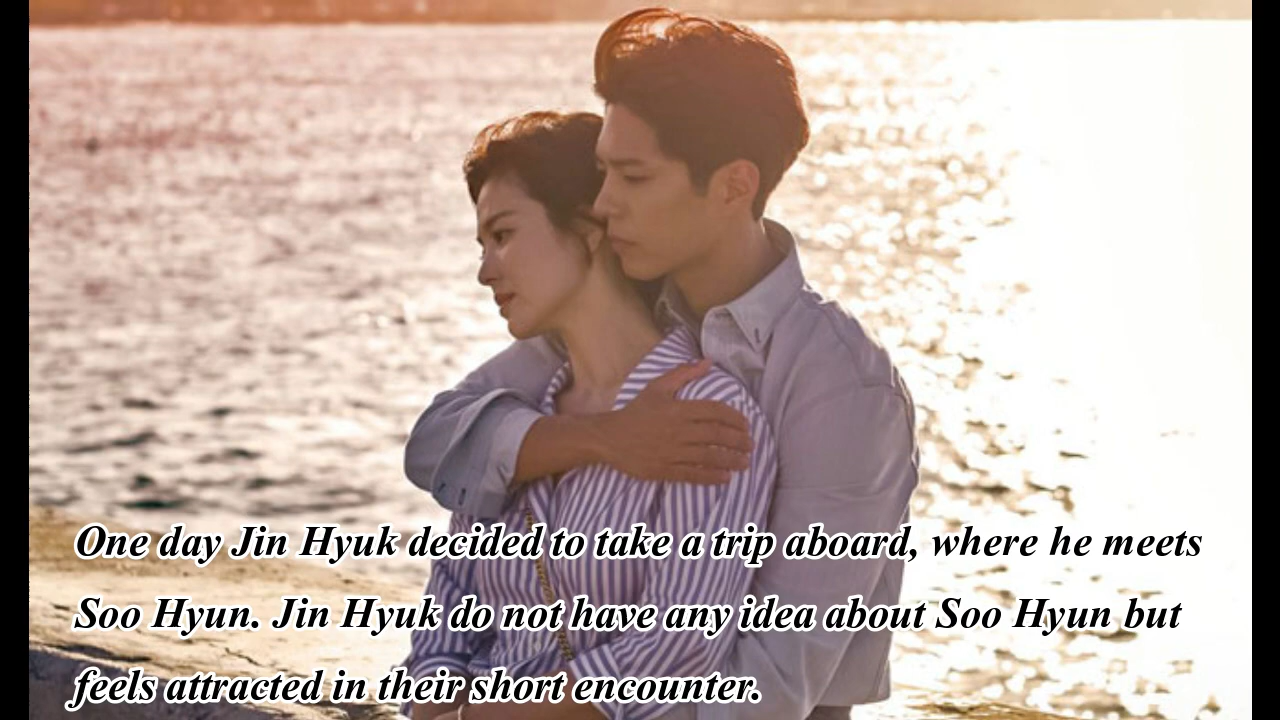 One day Jin Hyuk decided to take a trip aboard, where he meets
Soo Hyun. Jin Hyuk do not have any idea about Soo Hyun but
feels attracted in their short encounter.